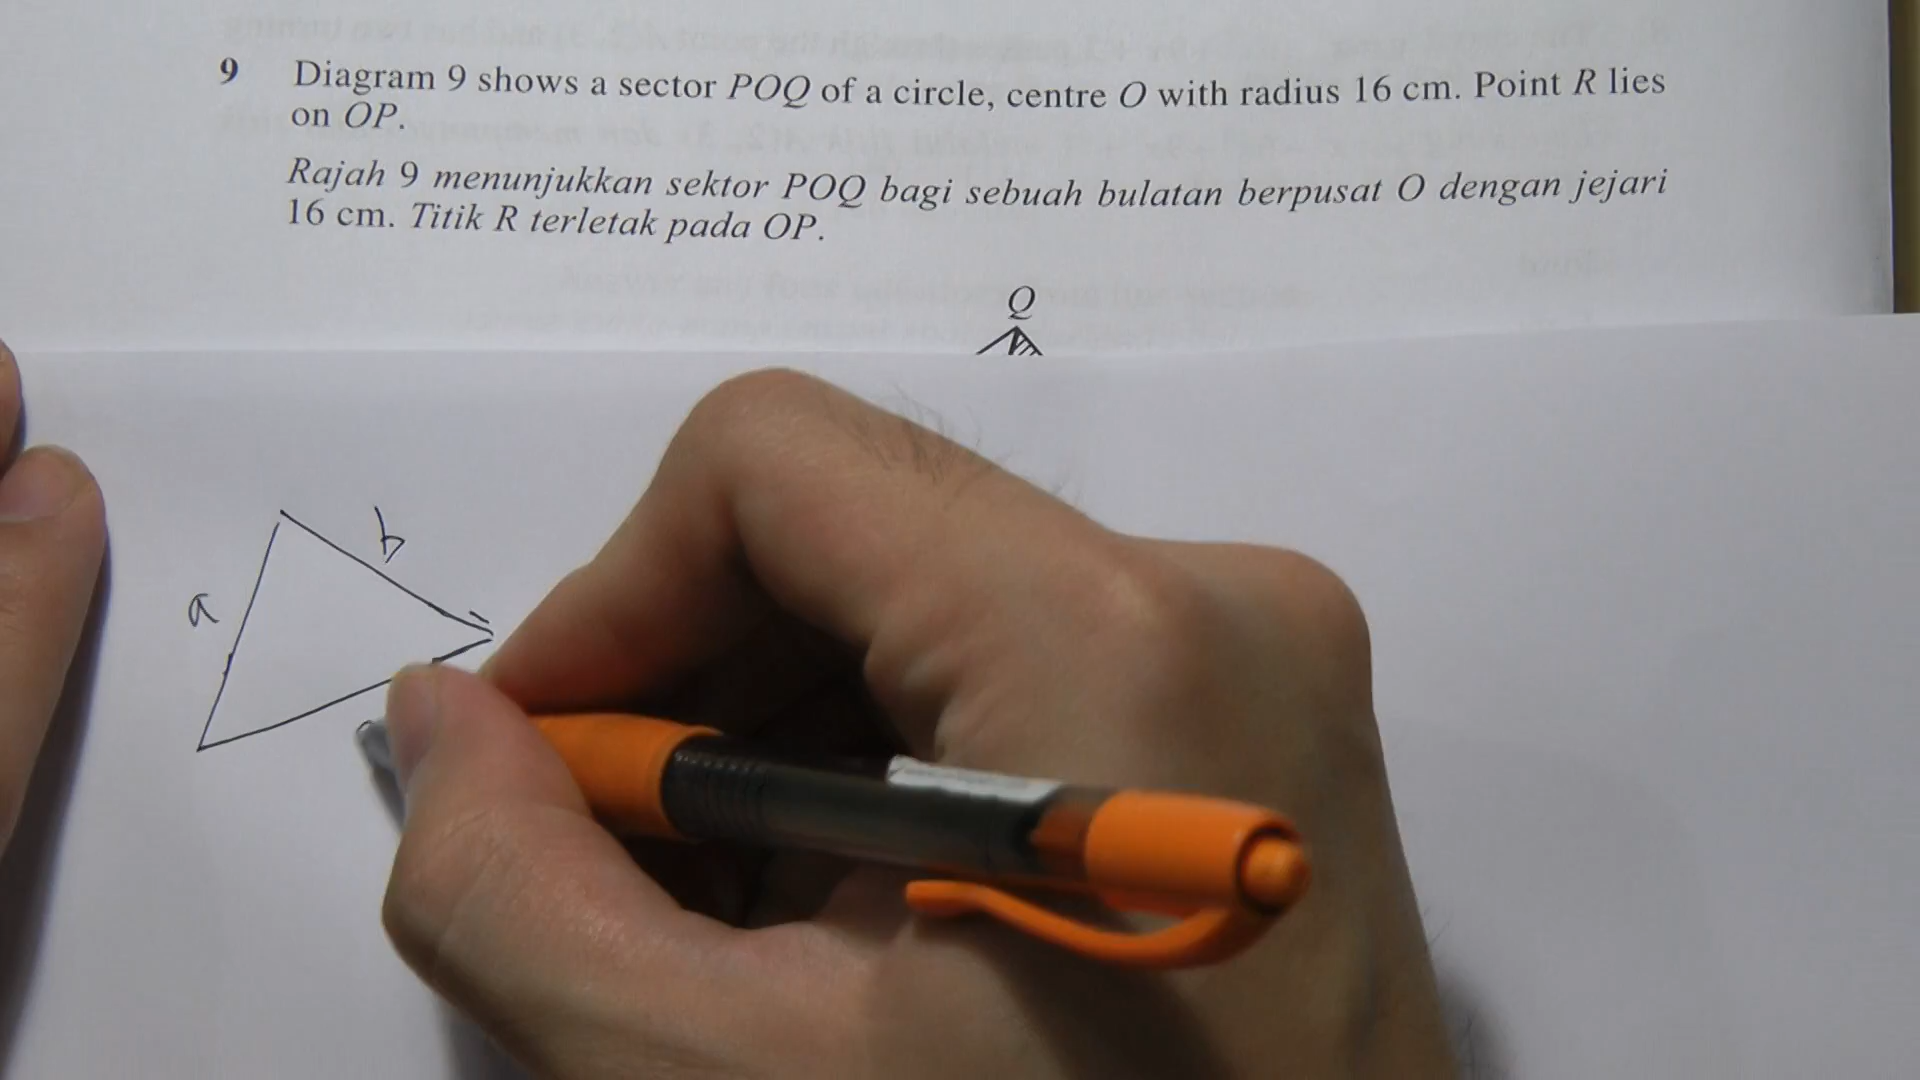 9 Diagram 9 shows a sector POQ of a circle, centre O with radius 16 cm. Point R lies
on OP.
Rajah 9 menunjukkan sektor POQ bagi sebuah bulatan berpusat O dengan jejari
16 cm. Titik R terletak pada OP.
Q
b
a